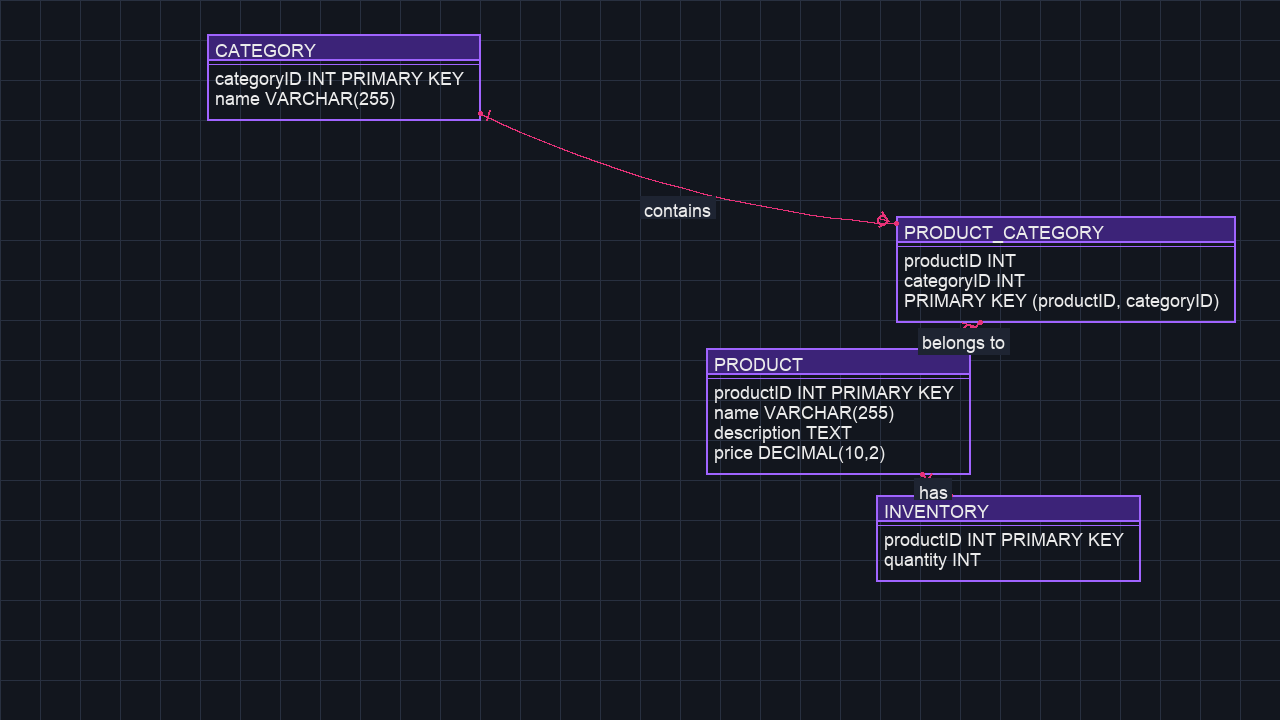 CATEGORY
categoryID INT PRIMARY KEY
name VARCHAR(255)
contains
PRODUCT_CATEGORY
productID INT
categoryID INT
PRIMARY KEY (productID, categoryID)
belongs to
PRODUCT
productID INT PRIMARY KEY
name VARCHAR(255)
description TEXT
price DECIMAL(10,2)
has
INVENTORY
productID INT PRIMARY KEY
quantity INT